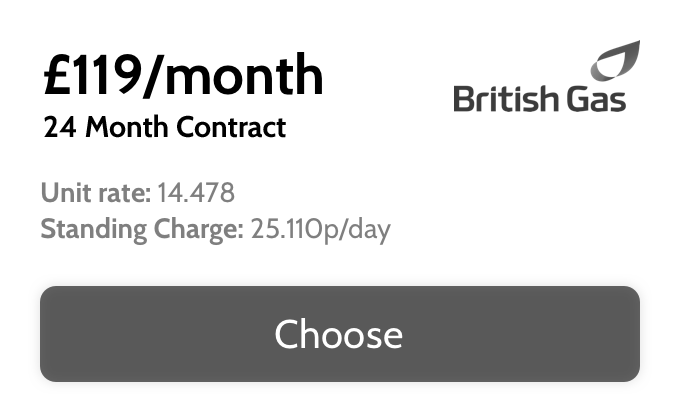 £119/month
British Gas
24 Month Contract
Unit rate: 14.478
Standing Charge: 25.110p/day
Choose